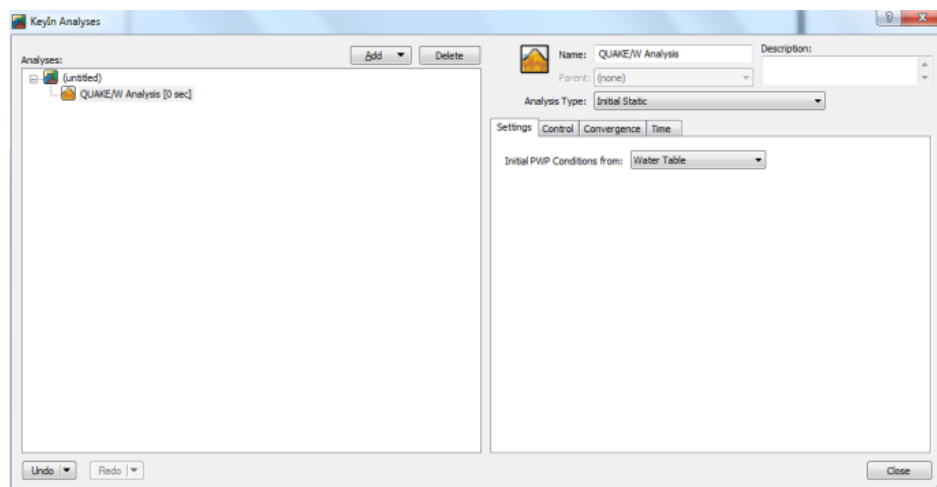 KeyIn Analyses
Analyses:
Add
Delete
(untitled)
QUAKE/W Analysis [0 sec]
Name: QUAKE/W Analysis
Description:
Parent: (none)
Analysis Type: Initial Static
Settings Control Convergence Time
Initial PWP Conditions from: Water Table
Undo
Redo
Close